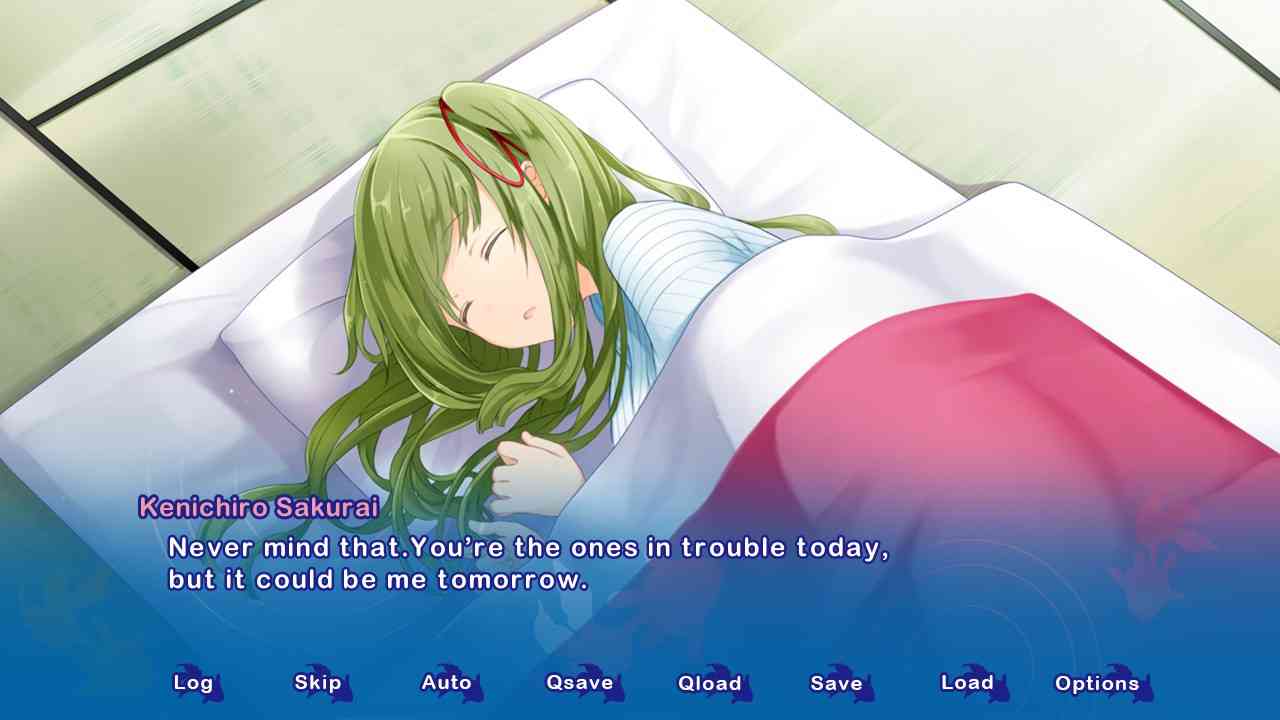 Kenichiro Sakurai
Never mind that.You're the ones in trouble today,
but it could be me tomorrow.
Log Skip Auto Qsave Qload Save Load Options